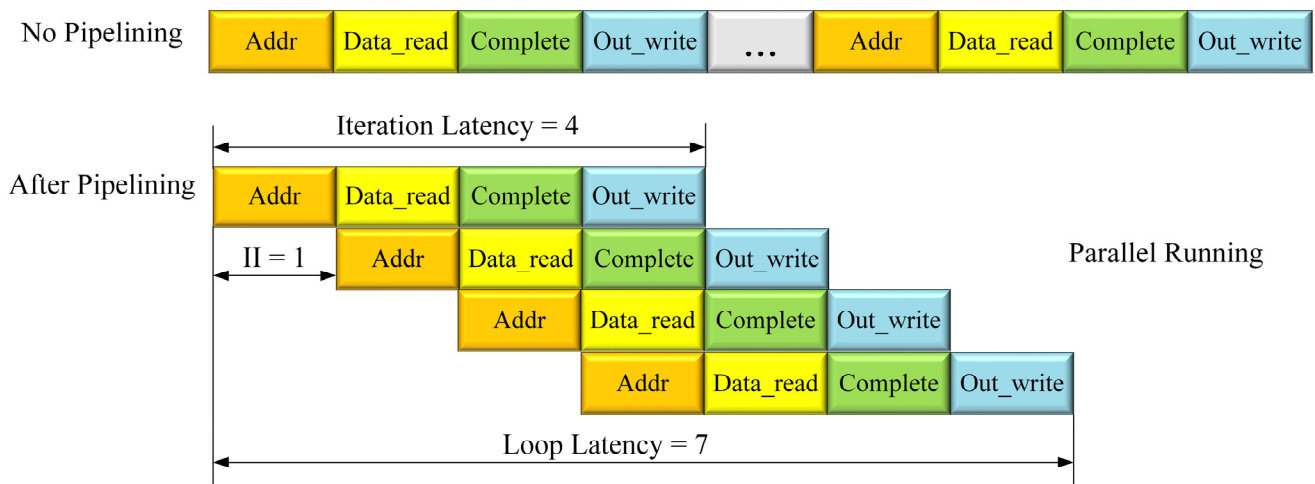 No Pipelining Addr Data_read Complete Out_write ... Addr Data_read Complete Out_write
Iteration Latency = 4
After Pipelining Addr Data_read Complete Out_write
II = 1 Addr Data_read Complete Out_write Parallel Running
Addr Data_read Complete Out_write
Addr Data_read Complete Out_write
Loop Latency = 7